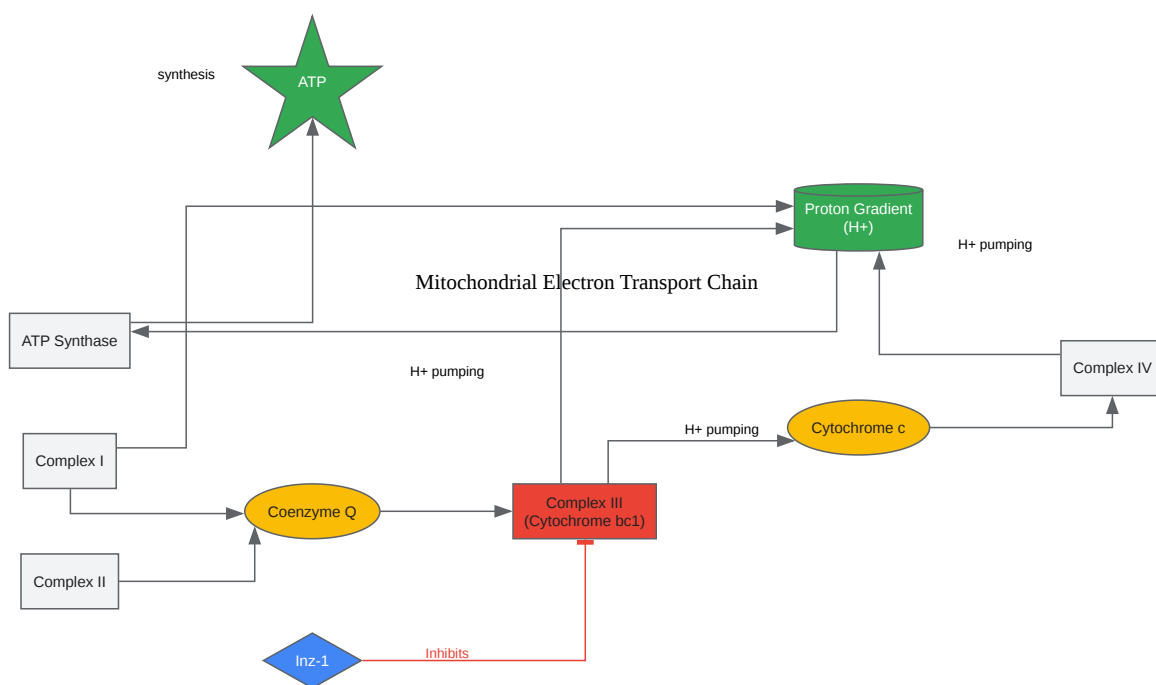 synthesis
ATP
Proton Gradient
(H+)
H+ pumping
Mitochondrial Electron Transport Chain
ATP Synthase
H+ pumping
Complex IV
H+ pumping
Cytochrome c
Complex I
Coenzyme Q
Complex III
(Cytochrome bc1)
Complex II
Inhibits
Inz-1